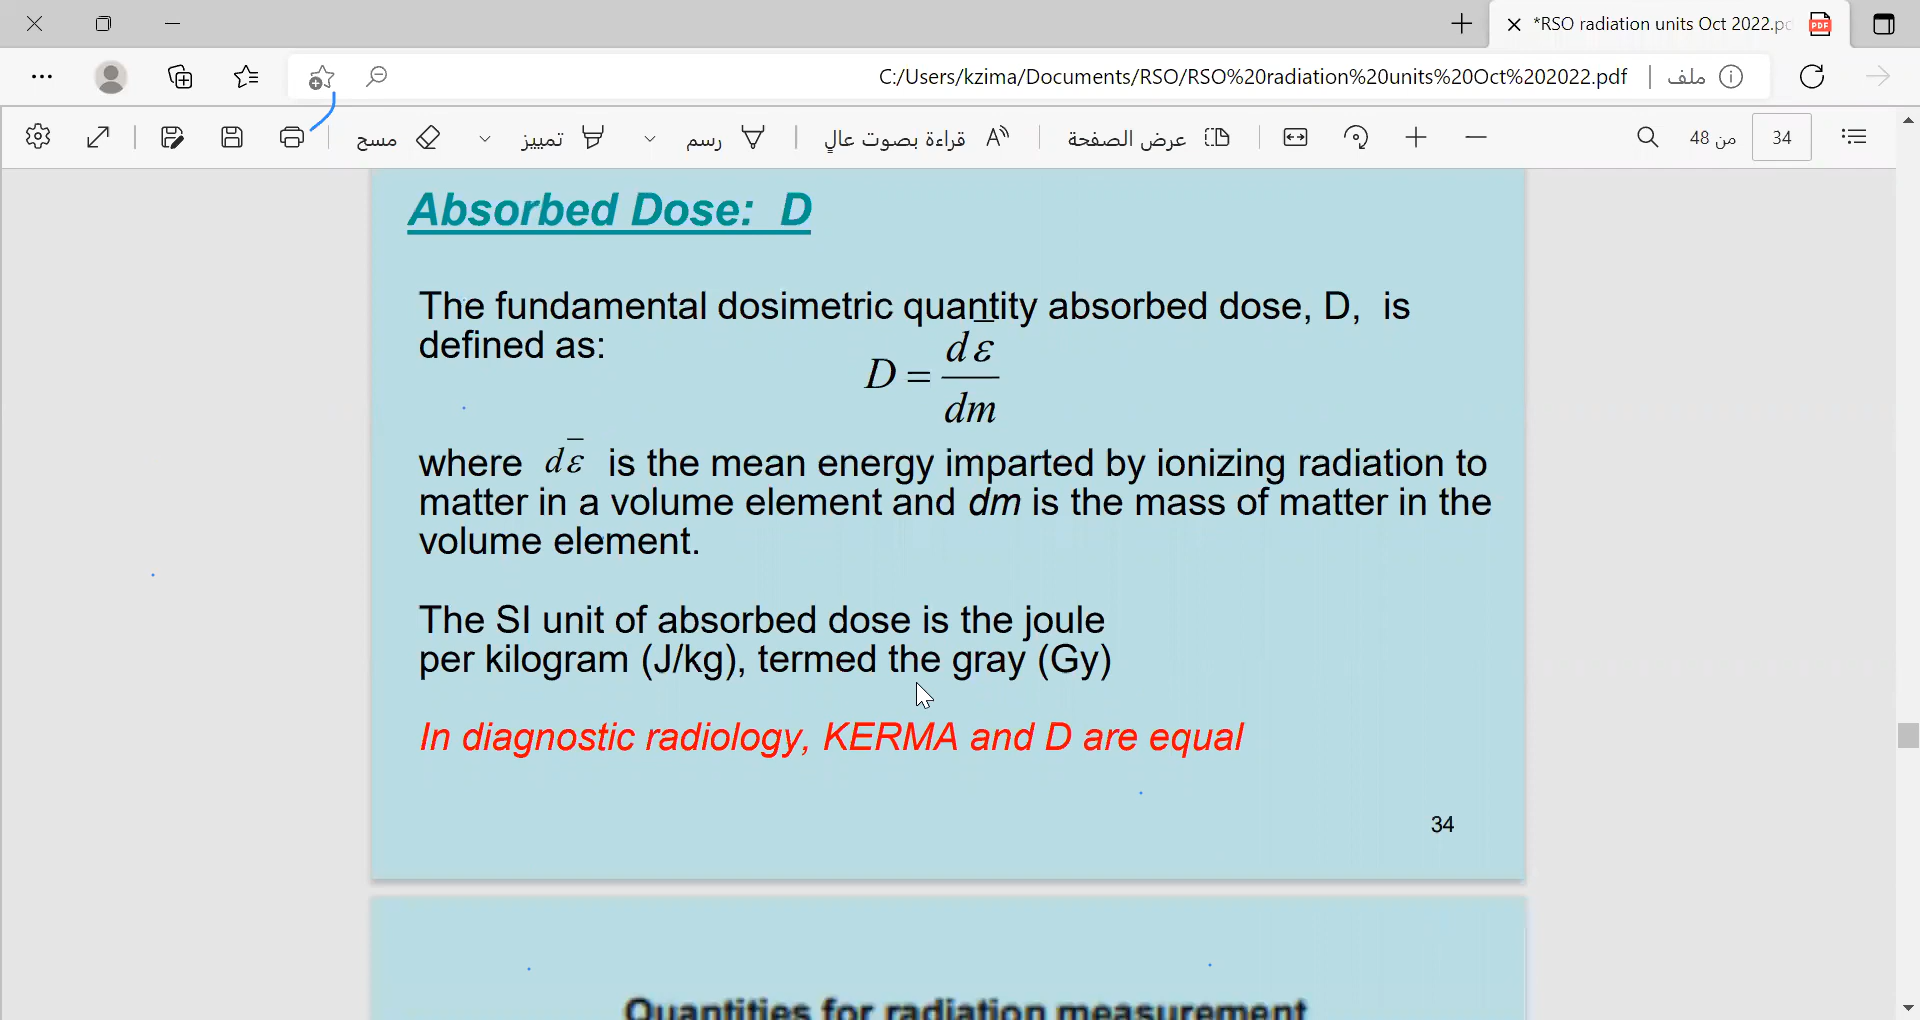 *RSO radiation units Oct 2022.pd
PDF
C:/Users/kzima/Documents/RSO/RSO%20radiation%20units%20Oct%202022.pdf
ملف
34
من 48
عرض الصفحة
قراءة بصوت عالٍ
رسم
تمييز
مسح
Absorbed Dose: D
The fundamental dosimetric quantity absorbed dose, D, is
defined as:
D = dε̅/dm
where dε̅ is the mean energy imparted by ionizing radiation to
matter in a volume element and dm is the mass of matter in the
volume element.
The SI unit of absorbed dose is the joule
per kilogram (J/kg), termed the gray (Gy)
In diagnostic radiology, KERMA and D are equal
34
Quantities for radiation measurement